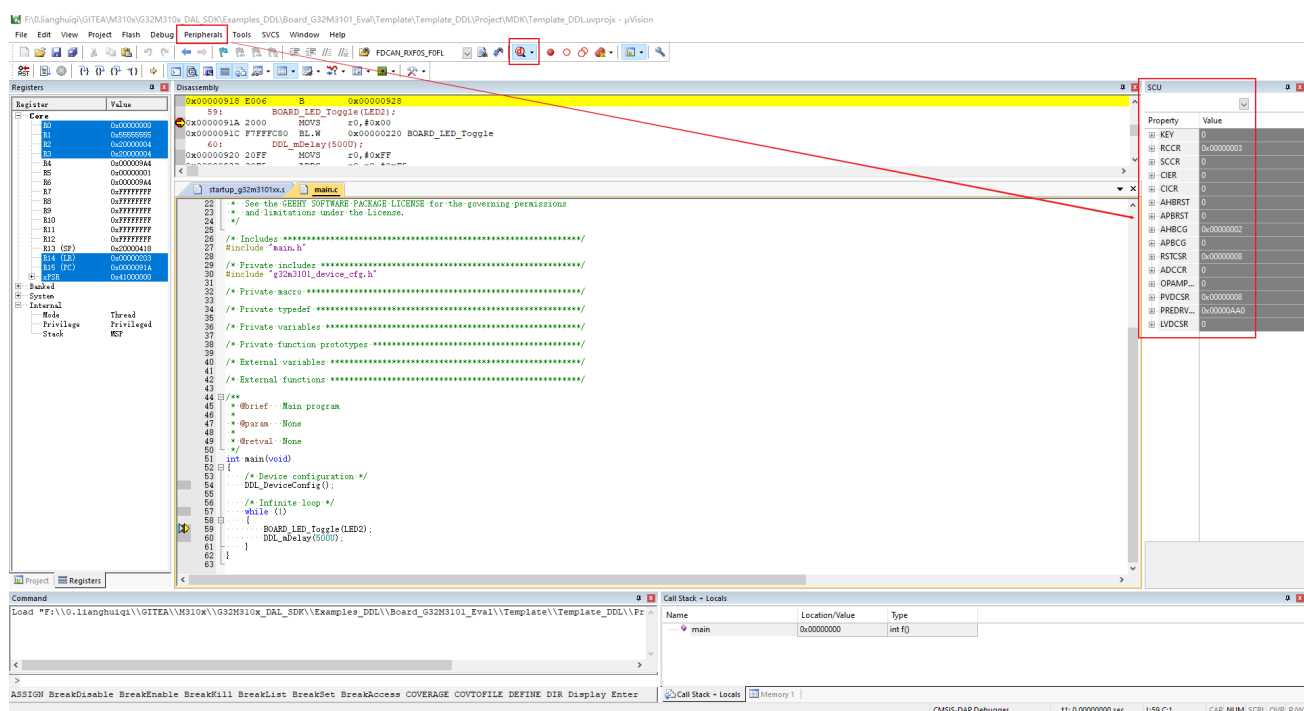 F:\0.lianghuiqi\GITEA\M310x\G32M310x_DAL_SDK\Examples_DDL\Board_G32M3101_Eval\Template\Template_DDL\Project\MDK\Template_DDL.uvprojx - µVision
File Edit View Project Flash Debug Peripherals Tools SVCS Window Help
FDCAN_RXF0S_F0FL
RST
Registers
Register Value
Core
R0 0x00000000
R1 0x55555555
R2 0x20000004
R3 0x20000004
R4 0x000009A4
R5 0x00000001
R6 0x000009A4
R7 0xFFFFFFFF
R8 0xFFFFFFFF
R9 0xFFFFFFFF
R10 0xFFFFFFFF
R11 0xFFFFFFFF
R12 0xFFFFFFFF
R13 (SP) 0x20000418
R14 (LR) 0x00000203
R15 (PC) 0x0000091A
xPSR 0x41000000
Banked
System
Internal
Mode Thread
Privilege Privileged
Stack MSP
Project Registers
Disassembly
0x00000918 E006 B 0x00000928
59: BOARD_LED_Toggle(LED2);
0x0000091A 2000 MOVS r0,#0x00
0x0000091C F7FFFC80 BL.W 0x00000220 BOARD_LED_Toggle
60: DDL_mDelay(500U);
0x00000920 20FF MOVS r0,#0xFF
startup_g32m3101xx.s main.c
22 * See the GEEHY SOFTWARE PACKAGE LICENSE for the governing permissions
23 * and limitations under the License.
24 */
25
26 /* Includes ***************************************************************/
27 #include "main.h"
28
29 /* Private includes *******************************************************/
30 #include "g32m3101_device_cfg.h"
31
32 /* Private macro **********************************************************/
33
34 /* Private typedef ********************************************************/
35
36 /* Private variables ******************************************************/
37
38 /* Private function prototypes ********************************************/
39
40 /* External variables *****************************************************/
41
42 /* External functions *****************************************************/
43
44 /**
45 * @brief Main program
46 *
47 * @param None
48 *
49 * @retval None
50 */
51 int main(void)
52 {
53 /* Device configuration */
54 DDL_DeviceConfig();
55
56 /* Infinite loop */
57 while (1)
58 {
59 BOARD_LED_Toggle(LED2);
60 DDL_mDelay(500U);
61 }
62 }
63
SCU
Property Value
KEY 0
RCCR 0x00000003
SCCR 0
CIER 0
CICR 0
AHBRST 0
APBRST 0
AHBCG 0x00000002
APBCG 0
RSTCSR 0x00000008
ADCCR 0
OPAMP... 0
PVDCSR 0x00000008
PREDRV... 0x00000AA0
LVDCSR 0
Command
Load "F:\\0.lianghuiqi\\GITEA\\M310x\\G32M310x_DAL_SDK\\Examples_DDL\\Board_G32M3101_Eval\\Template\\Template_DDL\\Pr
>
ASSIGN BreakDisable BreakEnable BreakKill BreakList BreakSet BreakAccess COVERAGE COVTOFILE DEFINE DIR Display Enter
Call Stack + Locals
Name Location/Value Type
main 0x00000000 int f()
Call Stack + Locals Memory 1
CMSIS-DAP Debugger t1: 0.00000000 sec L:59 C:1 CAP NUM SCRL OVR R/W